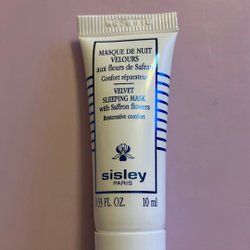 MASQUE DE NUIT
VELOURS
aux fleurs de Safran
Confort réparateur
VELVET
SLEEPING MASK
with Saffron flowers
Restorative comfort
sisley
PARIS
0.33 FL. OZ. 10 ml